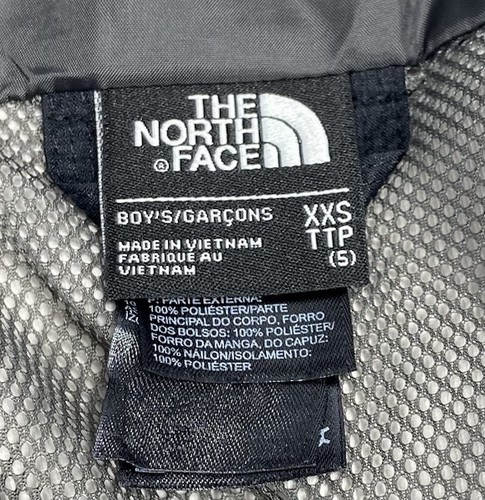 THE
NORTH
FACE®
BOY'S/GARÇONS XXS
MADE IN VIETNAM TTP
FABRIQUÉ AU (5)
VIETNAM
P: PARTE EXTERNA:
100% POLIÉSTER/PARTE
PRINCIPAL DO CORPO, FORRO
DOS BOLSOS: 100% POLIÉSTER/
FORRO DA MANGA, DO CAPUZ:
100% NÁILON/ISOLAMENTO:
100% POLIÉSTER